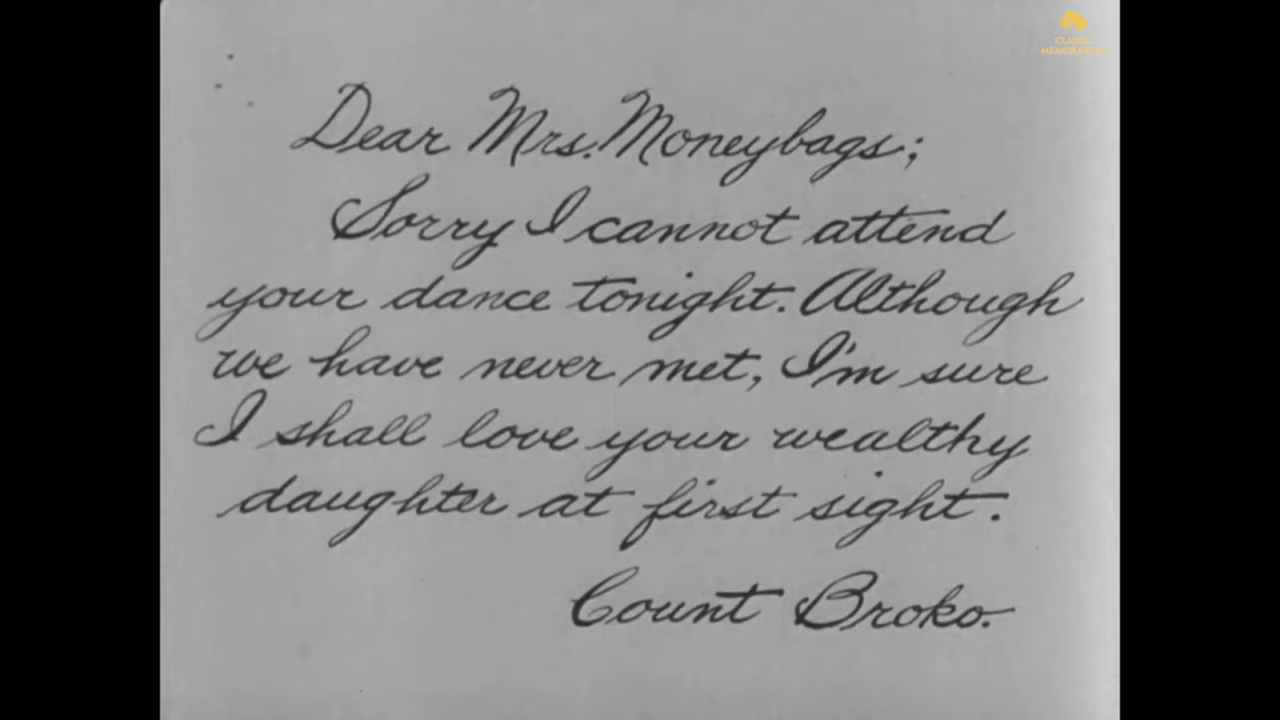 CLASSIC
Dear Mrs. Moneybags;
Sorry I cannot attend
your dance tonight. Although
we have never met, I'm sure
I shall love your wealthy
daughter at first sight.
Count Broko.